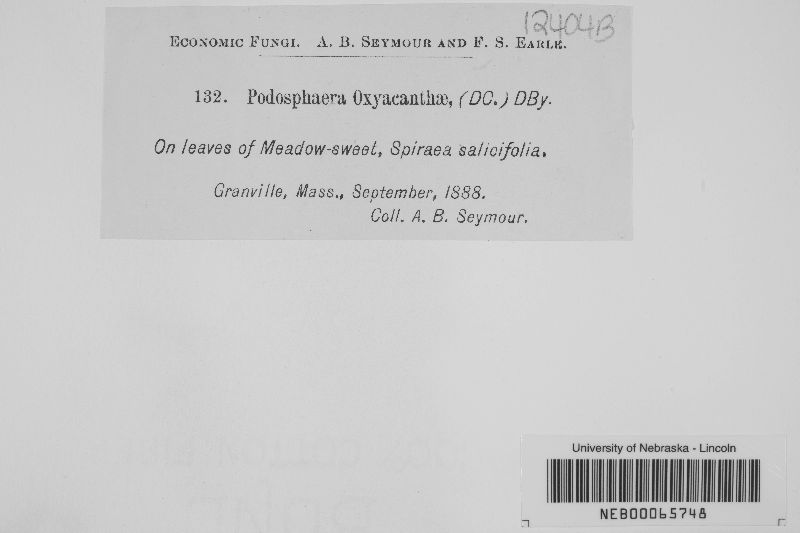 12404B
ECONOMIC FUNGI. A. B. SEYMOUR AND F. S. EARLE.
132. Podosphaera Oxyacanthæ, (DC.) DBy.
On leaves of Meadow-sweet, Spiraea salicifolia.
Granville, Mass., September, 1888.
Coll. A. B. Seymour.
University of Nebraska - Lincoln
NEB00065748